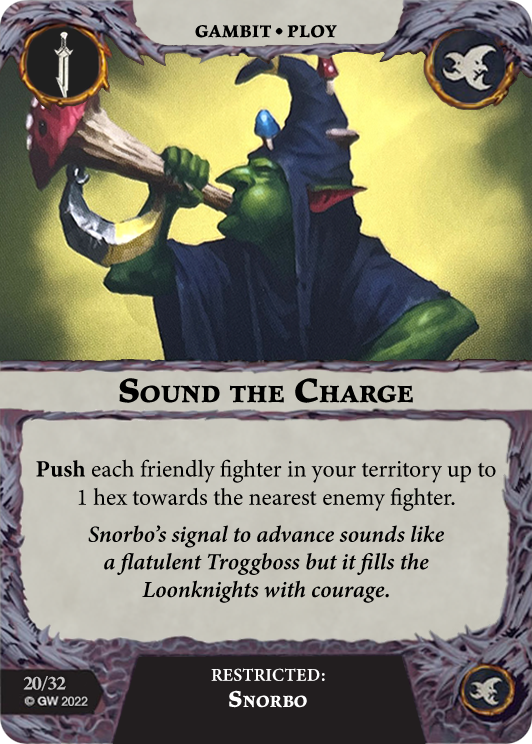 GAMBIT • PLOY
SOUND THE CHARGE
Push each friendly fighter in your territory up to
1 hex towards the nearest enemy fighter.
Snorbo’s signal to advance sounds like
a flatulent Troggboss but it fills the
Loonknights with courage.
RESTRICTED:
SNORBO
20/32
© GW 2022